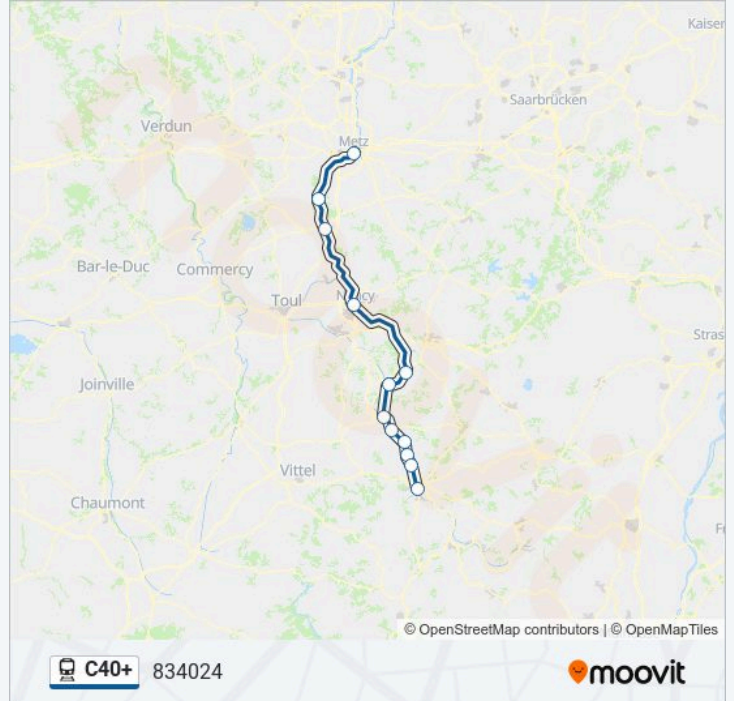 Kaiser
Saarbrücken
Verdun
Metz
Bar-le-Duc
Commercy
Toul
Stras
Joinville
Vittel
Chaumont
© OpenStreetMap contributors | © OpenMapTiles
C40+ 834024
moovit